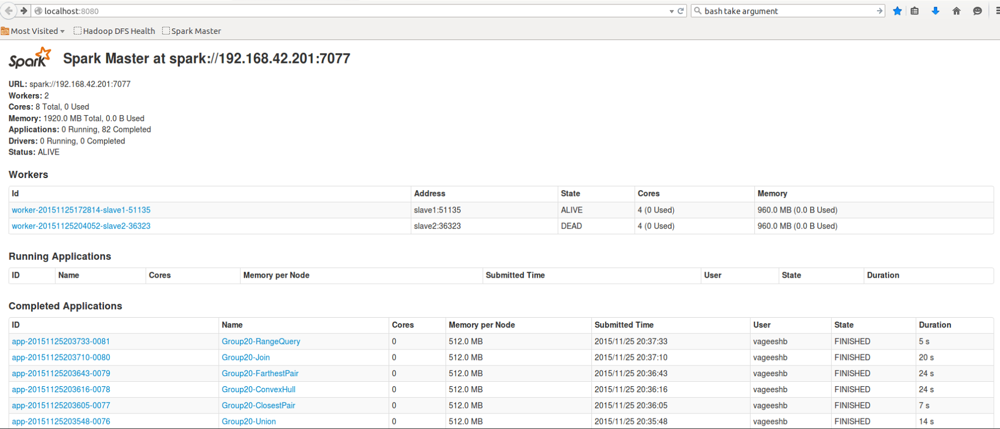 localhost:8080 bash take argument
Most Visited Hadoop DFS Health Spark Master
Spark Spark Master at spark://192.168.42.201:7077
URL: spark://192.168.42.201:7077
Workers: 2
Cores: 8 Total, 0 Used
Memory: 1920.0 MB Total, 0.0 B Used
Applications: 0 Running, 82 Completed
Drivers: 0 Running, 0 Completed
Status: ALIVE
Workers
Id Address State Cores Memory
worker-20151125172814-slave1-51135 slave1:51135 ALIVE 4 (0 Used) 960.0 MB (0.0 B Used)
worker-20151125204052-slave2-36323 slave2:36323 DEAD 4 (0 Used) 960.0 MB (0.0 B Used)
Running Applications
ID Name Cores Memory per Node Submitted Time User State Duration
Completed Applications
ID Name Cores Memory per Node Submitted Time User State Duration
app-20151125203733-0081 Group20-RangeQuery 0 512.0 MB 2015/11/25 20:37:33 vageeshb FINISHED 5 s
app-20151125203710-0080 Group20-Join 0 512.0 MB 2015/11/25 20:37:10 vageeshb FINISHED 20 s
app-20151125203643-0079 Group20-FarthestPair 0 512.0 MB 2015/11/25 20:36:43 vageeshb FINISHED 24 s
app-20151125203616-0078 Group20-ConvexHull 0 512.0 MB 2015/11/25 20:36:16 vageeshb FINISHED 24 s
app-20151125203605-0077 Group20-ClosestPair 0 512.0 MB 2015/11/25 20:36:05 vageeshb FINISHED 7 s
app-20151125203548-0076 Group20-Union 0 512.0 MB 2015/11/25 20:35:48 vageeshb FINISHED 14 s